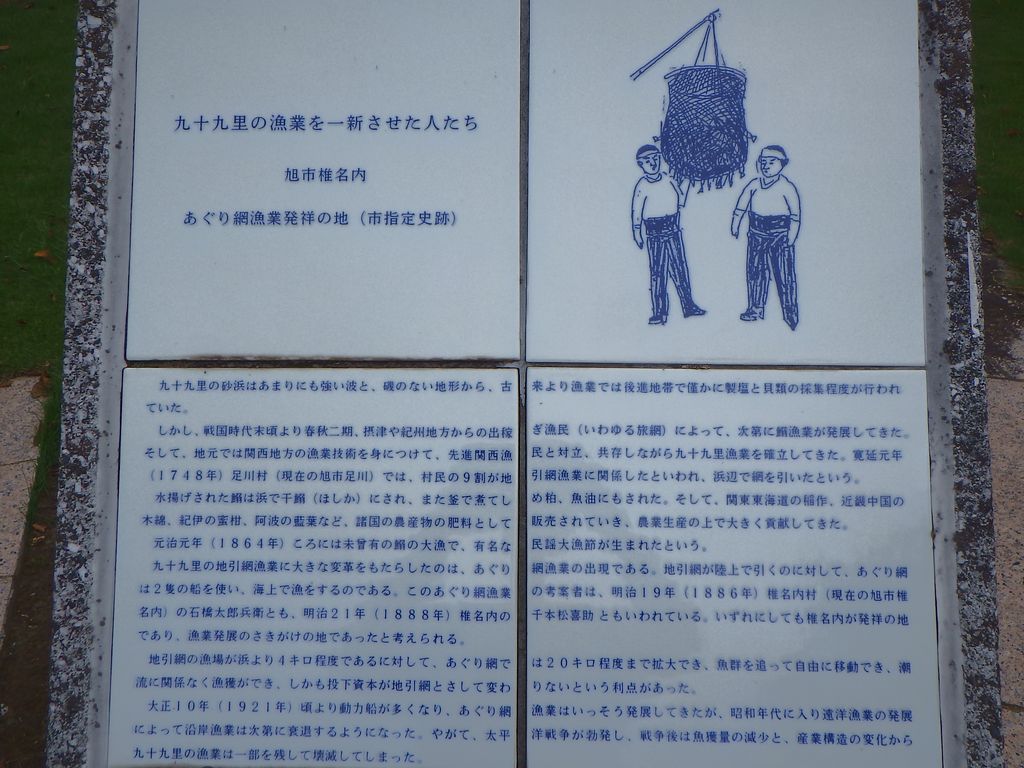 九十九里の漁業を一新させた人たち
旭市椎名内
あぐり網漁業発祥の地（市指定史跡）
九十九里の砂浜はあまりにも強い波と、磯のない地形から、古来より漁業では後進地帯で僅かに製塩と貝類の採集程度が行われ
ていた。
しかし、戦国時代末頃より春秋二期、摂津や紀州地方からの出稼ぎ漁民（いわゆる旅網）によって、次第に鰯漁業が発展してきた。
そして、地元では関西地方の漁業技術を身につけて、先進関西漁民と対立、共存しながら九十九里漁業を確立してきた。寛延元年
（1748年）足川村（現在の旭市足川）では、村民の9割が地引網漁業に関係したといわれ、浜辺で網を引いたという。
水揚げされた鰯は浜で干鰯（ほしか）にされ、また釜で煮てしめ粕、魚油にもされた。そして、関東東海道の稲作、近畿中国の
木綿、紀伊の蜜柑、阿波の藍葉など、諸国の農産物の肥料として販売されていき、農業生産の上で大きく貢献してきた。
元治元年（1864年）ころには未曾有の鰯の大漁で、有名な民謡大漁節が生まれたという。
九十九里の地引網漁業に大きな変革をもたらしたのは、あぐり網漁業の出現である。地引網が陸上で引くのに対して、あぐり網
は2隻の船を使い、海上で漁をするのである。このあぐり網漁業の考案者は、明治19年（1886年）椎名内村（現在の旭市椎
名内）の石橋太郎兵衛とも、明治21年（1888年）椎名内の千本松喜助ともいわれている。いずれにしても椎名内が発祥の地
であり、漁業発展のさきがけの地であったと考えられる。
地引網の漁場が浜より4キロ程度であるに対して、あぐり網では20キロ程度まで拡大でき、魚群を追って自由に移動でき、潮
流に関係なく漁獲ができ、しかも投下資本が地引網とさして変わりないという利点があった。
大正10年（1921年）頃より動力船が多くなり、あぐり網漁業はいっそう発展してきたが、昭和年代に入り遠洋漁業の発展
によって沿岸漁業は次第に衰退するようになった。やがて、太平洋戦争が勃発し、戦争後は魚獲量の減少と、産業構造の変化から
九十九里の漁業は一部を残して壊滅してしまった。